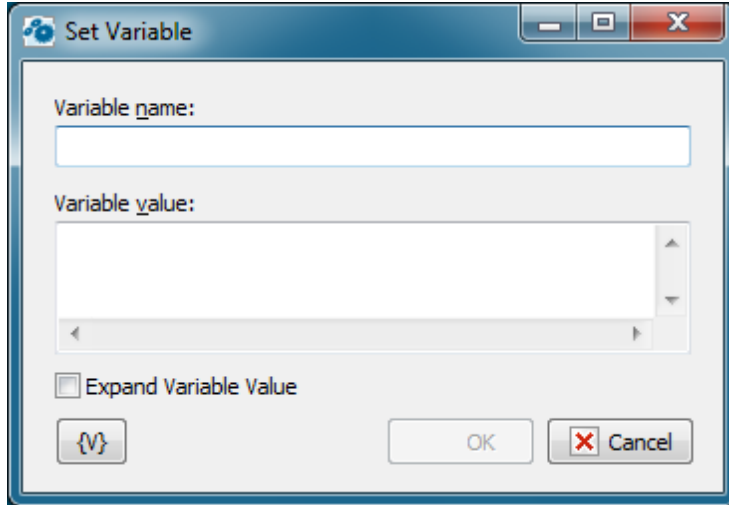 Set Variable
Variable name:
Variable value:
Expand Variable Value
{V} OK Cancel